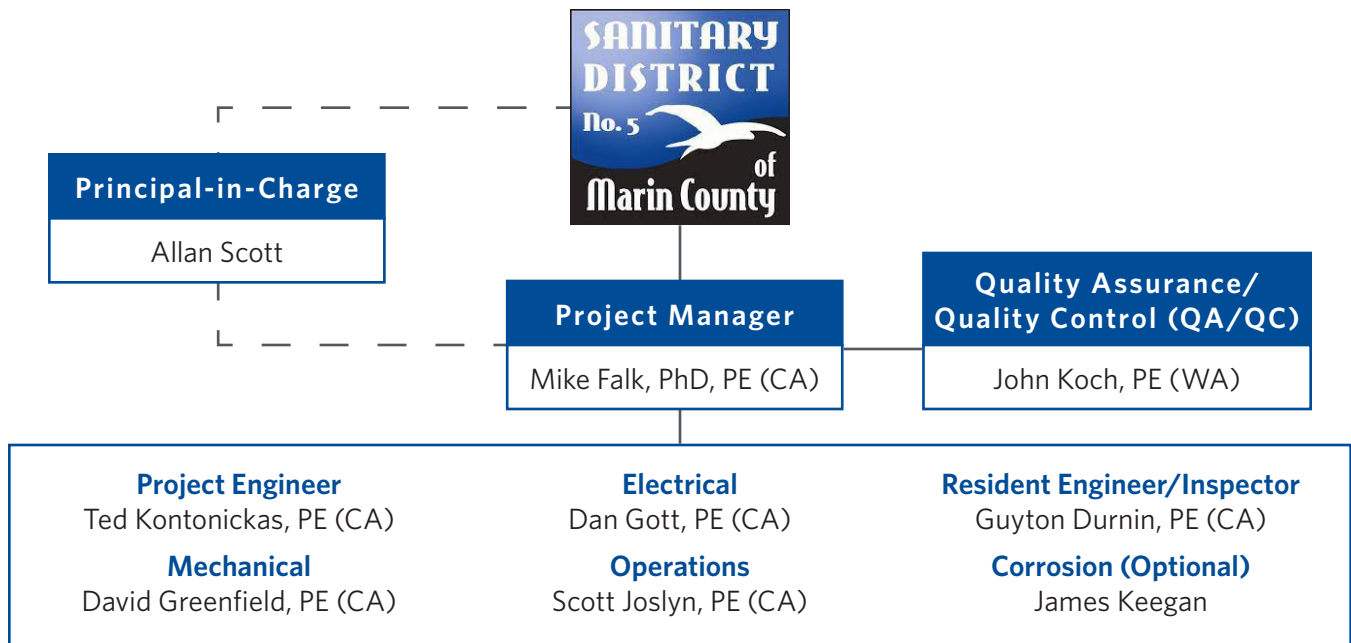 SANITARY
DISTRICT
No. 5
of
Marin County
Principal-in-Charge
Allan Scott
Project Manager
Mike Falk, PhD, PE (CA)
Quality Assurance/
Quality Control (QA/QC)
John Koch, PE (WA)
Project Engineer
Ted Kontonickas, PE (CA)
Mechanical
David Greenfield, PE (CA)
Electrical
Dan Gott, PE (CA)
Operations
Scott Joslyn, PE (CA)
Resident Engineer/Inspector
Guyton Durnin, PE (CA)
Corrosion (Optional)
James Keegan